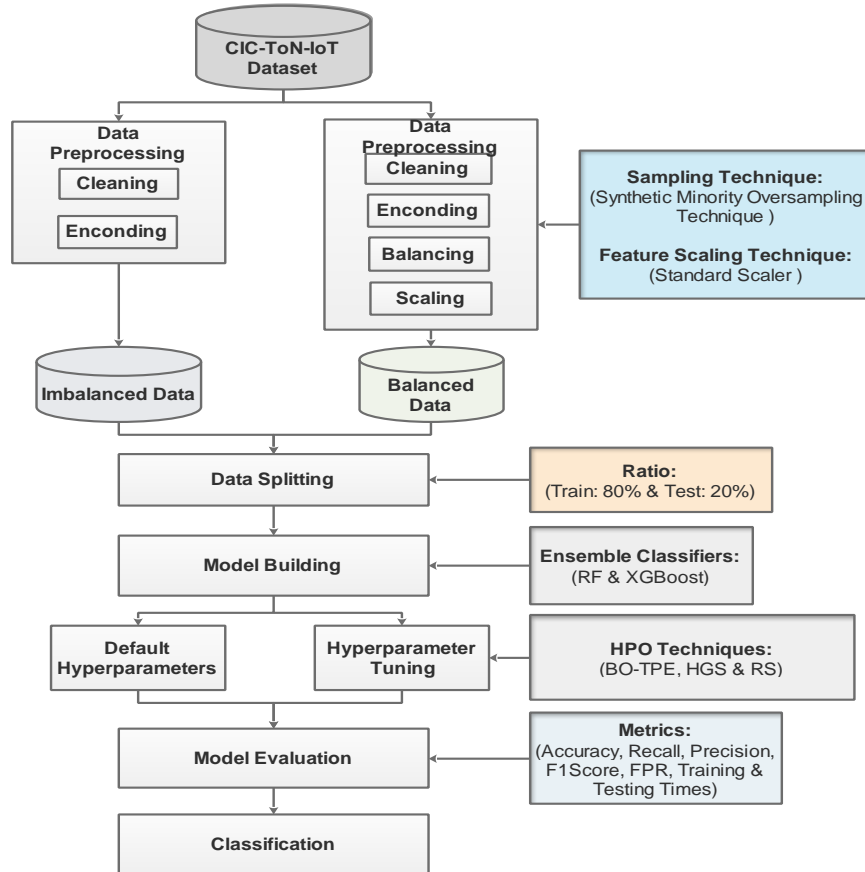 CIC-ToN-IoT
Dataset
Data
Preprocessing
Cleaning
Enconding
Data
Preprocessing
Cleaning
Enconding
Balancing
Scaling
Sampling Technique:
(Synthetic Minority Oversampling
Technique )
Feature Scaling Technique:
(Standard Scaler )
Imbalanced Data
Balanced
Data
Data Splitting
Ratio:
(Train: 80% & Test: 20%)
Model Building
Ensemble Classifiers:
(RF & XGBoost)
Default
Hyperparameters
Hyperparameter
Tuning
HPO Techniques:
(BO-TPE, HGS & RS)
Model Evaluation
Metrics:
(Accuracy, Recall, Precision,
F1Score, FPR, Training &
Testing Times)
Classification